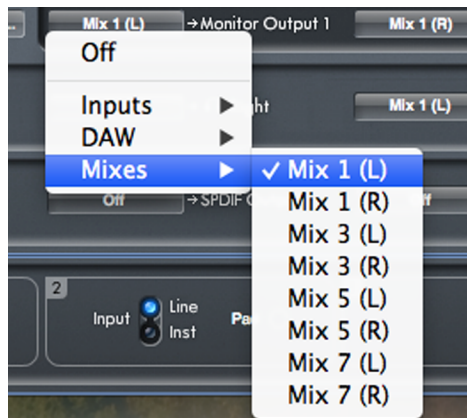 Mix 1 (L) → Monitor Output 1 Mix 1 (R)
Off
Inputs
Mix 1 (L)
DAW
Mixes
✓ Mix 1 (L)
Mix 1 (R)
Mix 3 (L)
Mix 3 (R)
Mix 5 (L)
Mix 5 (R)
Mix 7 (L)
Mix 7 (R)
Off → SPDIF
2
Input Line
Inst